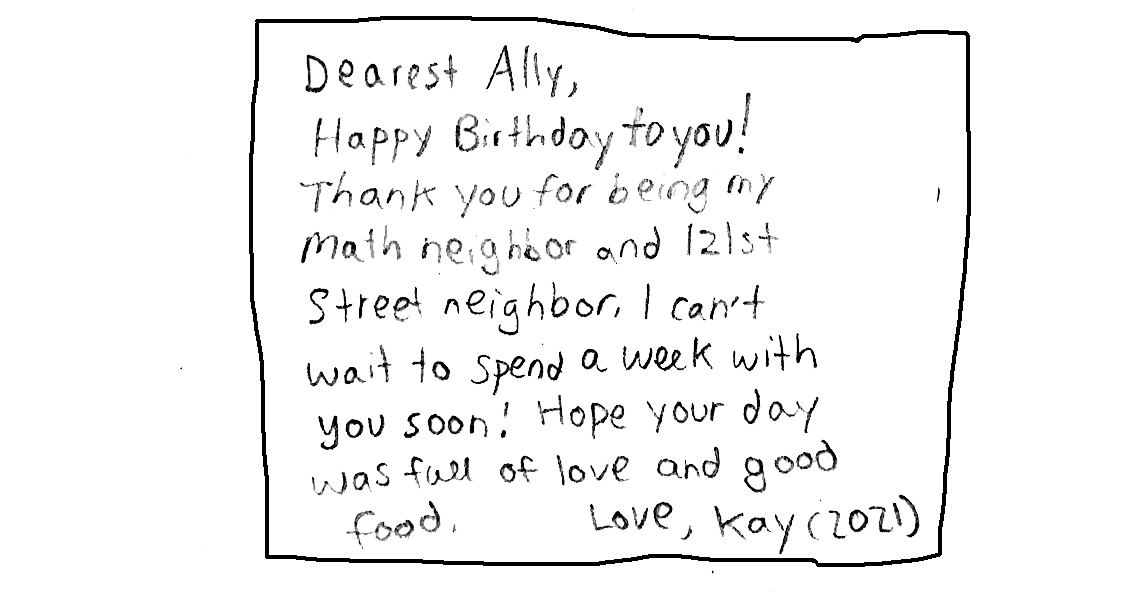 Dearest Ally,
Happy Birthday to you!
Thank you for being my
math neighbor and 121st
Street neighbor. I can't
wait to spend a week with
you soon! Hope your day
was full of love and good
food. Love, Kay (2021)